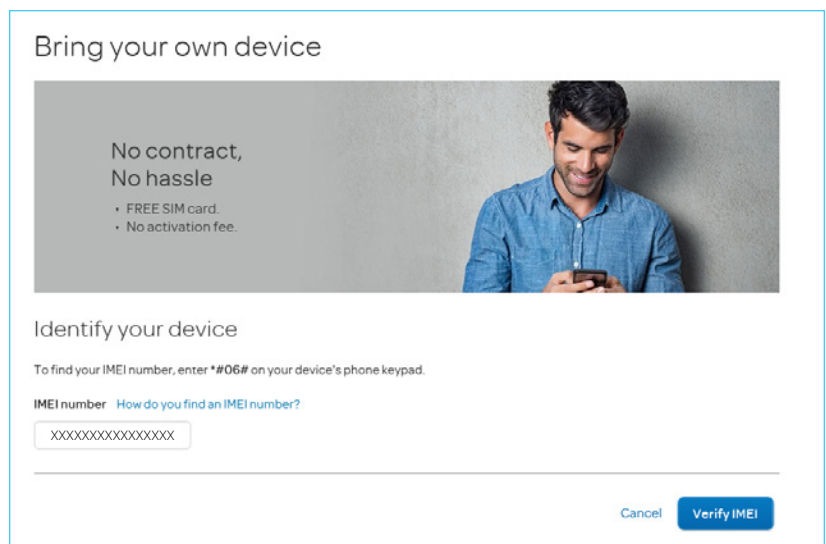 Bring your own device
No contract,
No hassle
• FREE SIM card.
• No activation fee.
Identify your device
To find your IMEI number, enter *#06# on your device's phone keypad.
IMEI number How do you find an IMEI number?
XXXXXXXXXXXXXXXX
Cancel Verify IMEI